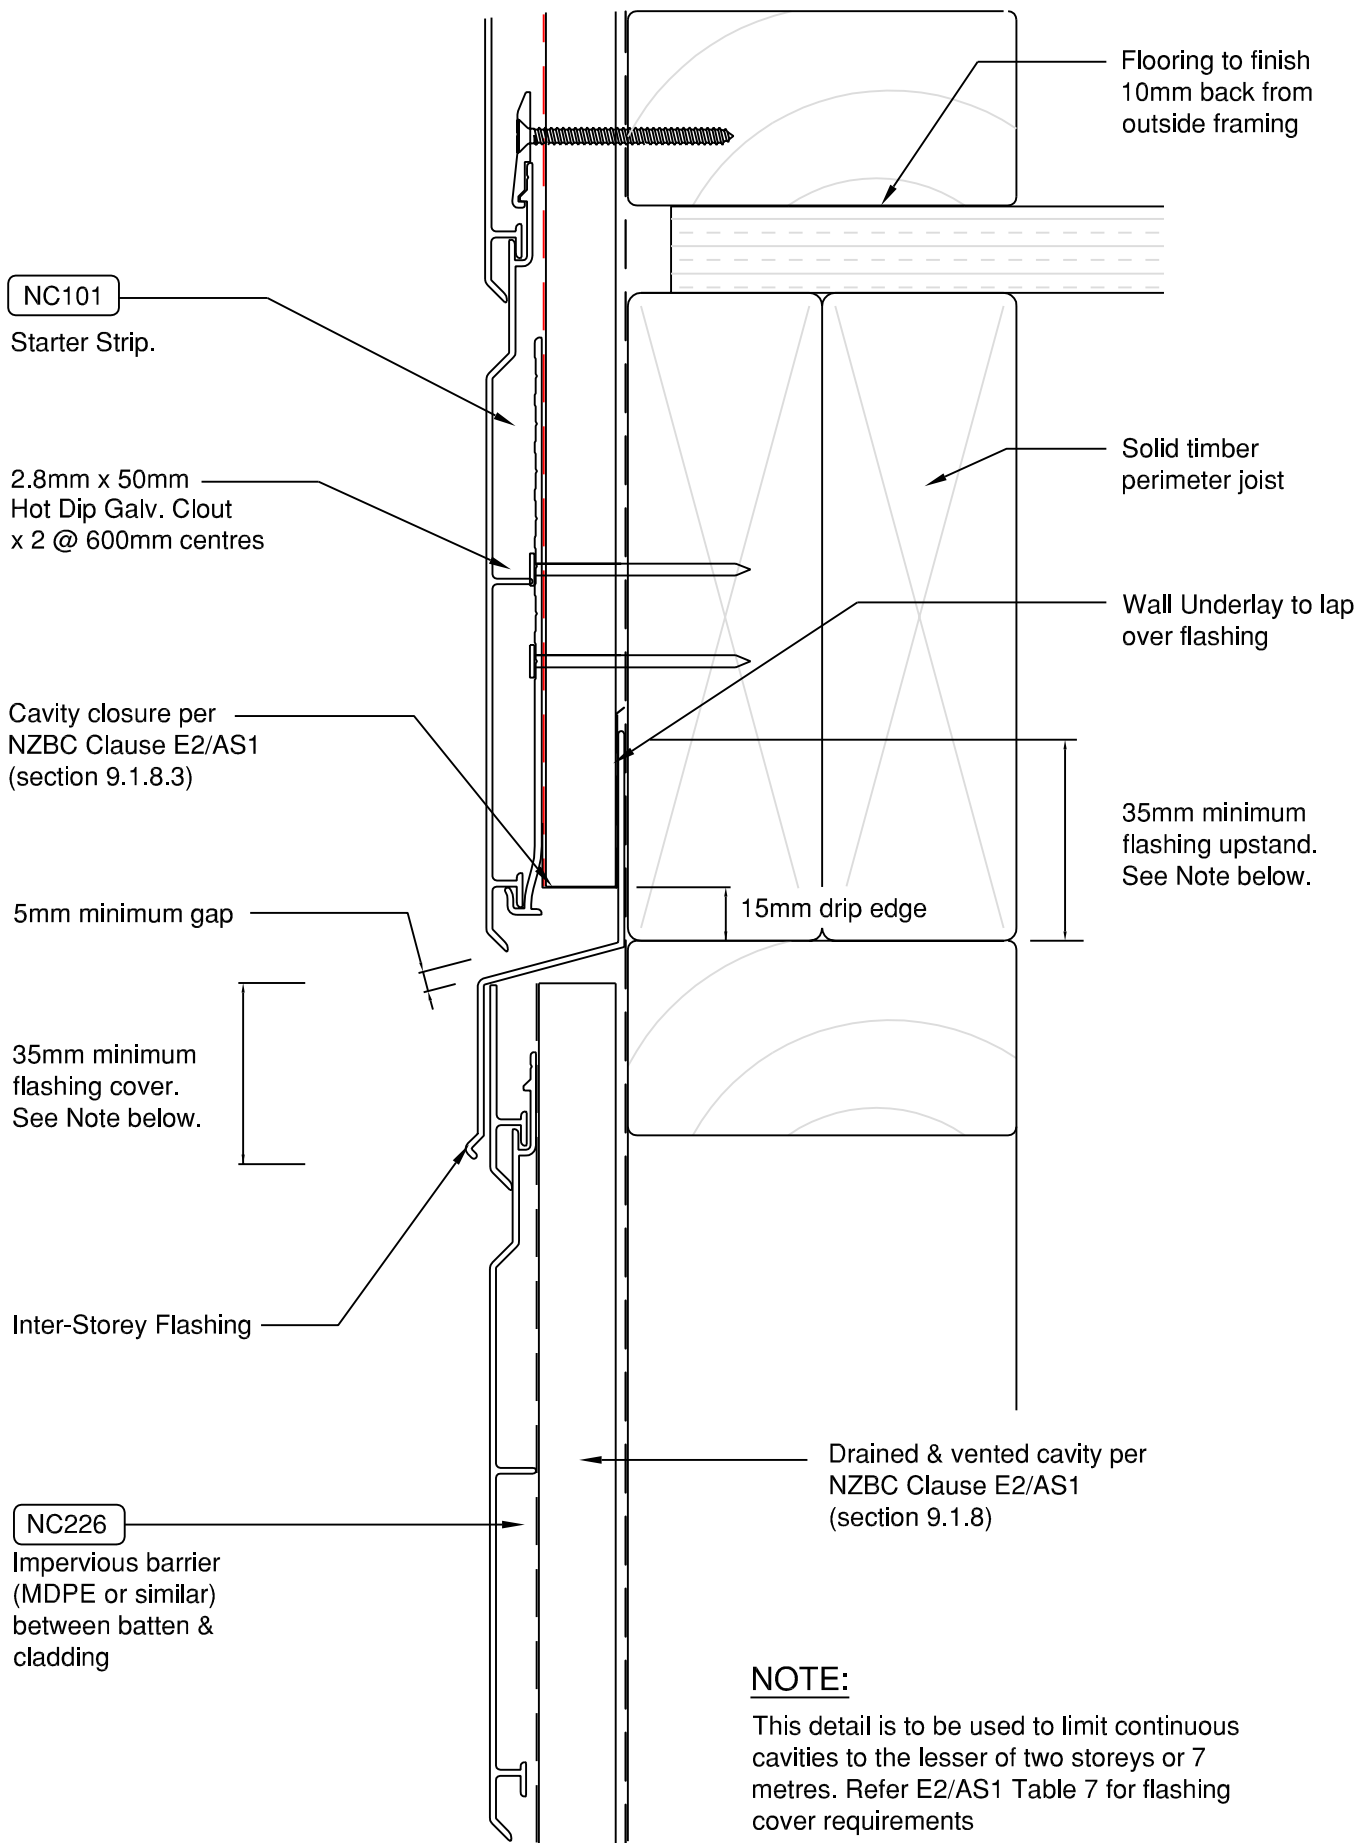 Flooring to finish
10mm back from
outside framing
NC101
Starter Strip.
2.8mm x 50mm
Hot Dip Galv. Clout
x 2 @ 600mm centres
Solid timber
perimeter joist
Wall Underlay to lap
over flashing
Cavity closure per
NZBC Clause E2/AS1
(section 9.1.8.3)
35mm minimum
flashing upstand.
See Note below.
5mm minimum gap
15mm drip edge
35mm minimum
flashing cover.
See Note below.
Inter-Storey Flashing
Drained & vented cavity per
NZBC Clause E2/AS1
(section 9.1.8)
NC226
Impervious barrier
(MDPE or similar)
between batten &
cladding
NOTE:
This detail is to be used to limit continuous
cavities to the lesser of two storeys or 7
metres. Refer E2/AS1 Table 7 for flashing
cover requirements